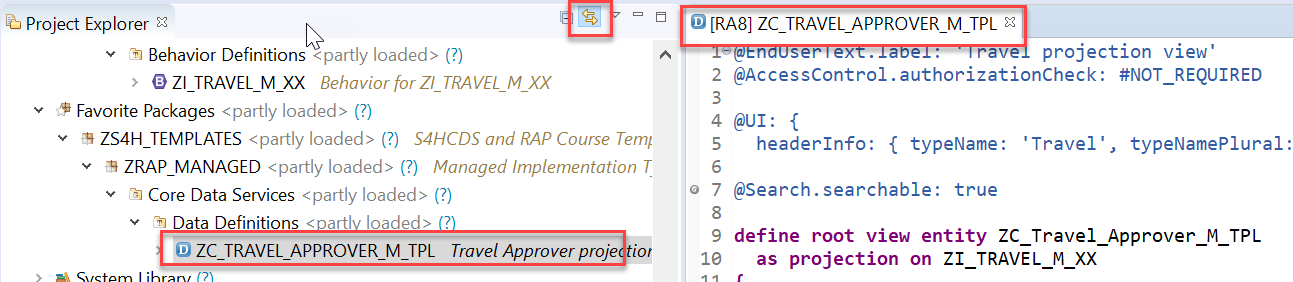 Project Explorer
Behavior Definitions <partly loaded> (?)
ZI_TRAVEL_M_XX Behavior for ZI_TRAVEL_M_XX
Favorite Packages <partly loaded> (?)
ZS4H_TEMPLATES <partly loaded> (?) S4HCDS and RAP Course Temp
ZRAP_MANAGED <partly loaded> (?) Managed Implementation T
Core Data Services <partly loaded> (?)
Data Definitions <partly loaded> (?)
ZC_TRAVEL_APPROVER_M_TPL Travel Approver projection
System Library (?)
[RA8] ZC_TRAVEL_APPROVER_M_TPL
1 @EndUserText.label: 'Travel projection view'
2 @AccessControl.authorizationCheck: #NOT_REQUIRED
3
4 @UI: {
5 headerInfo: { typeName: 'Travel', typeNamePlural:
6
7 @Search.searchable: true
8
9 define root view entity ZC_Travel_Approver_M_TPL
10 as projection on ZI_TRAVEL_M_XX
11 {